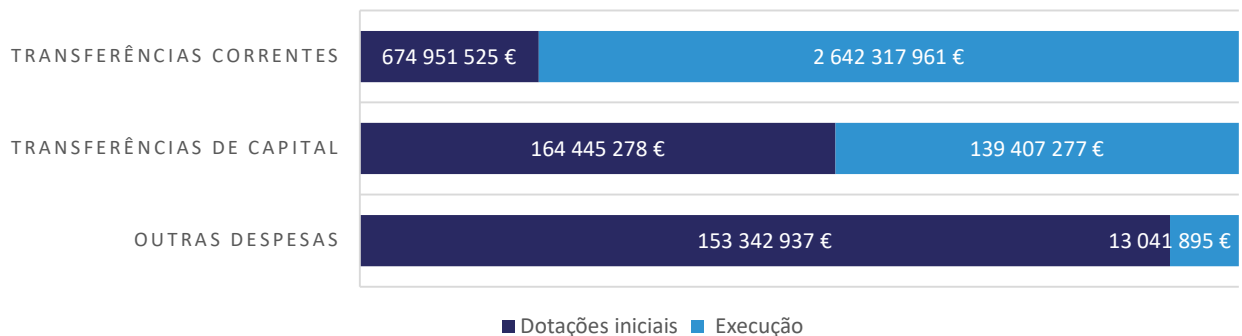 TRANSFERÊNCIAS CORRENTES 674 951 525 € 2 642 317 961 €
TRANSFERÊNCIAS DE CAPITAL 164 445 278 € 139 407 277 €
OUTRAS DESPESAS 153 342 937 € 13 041 895 €
Dotações iniciais Execução